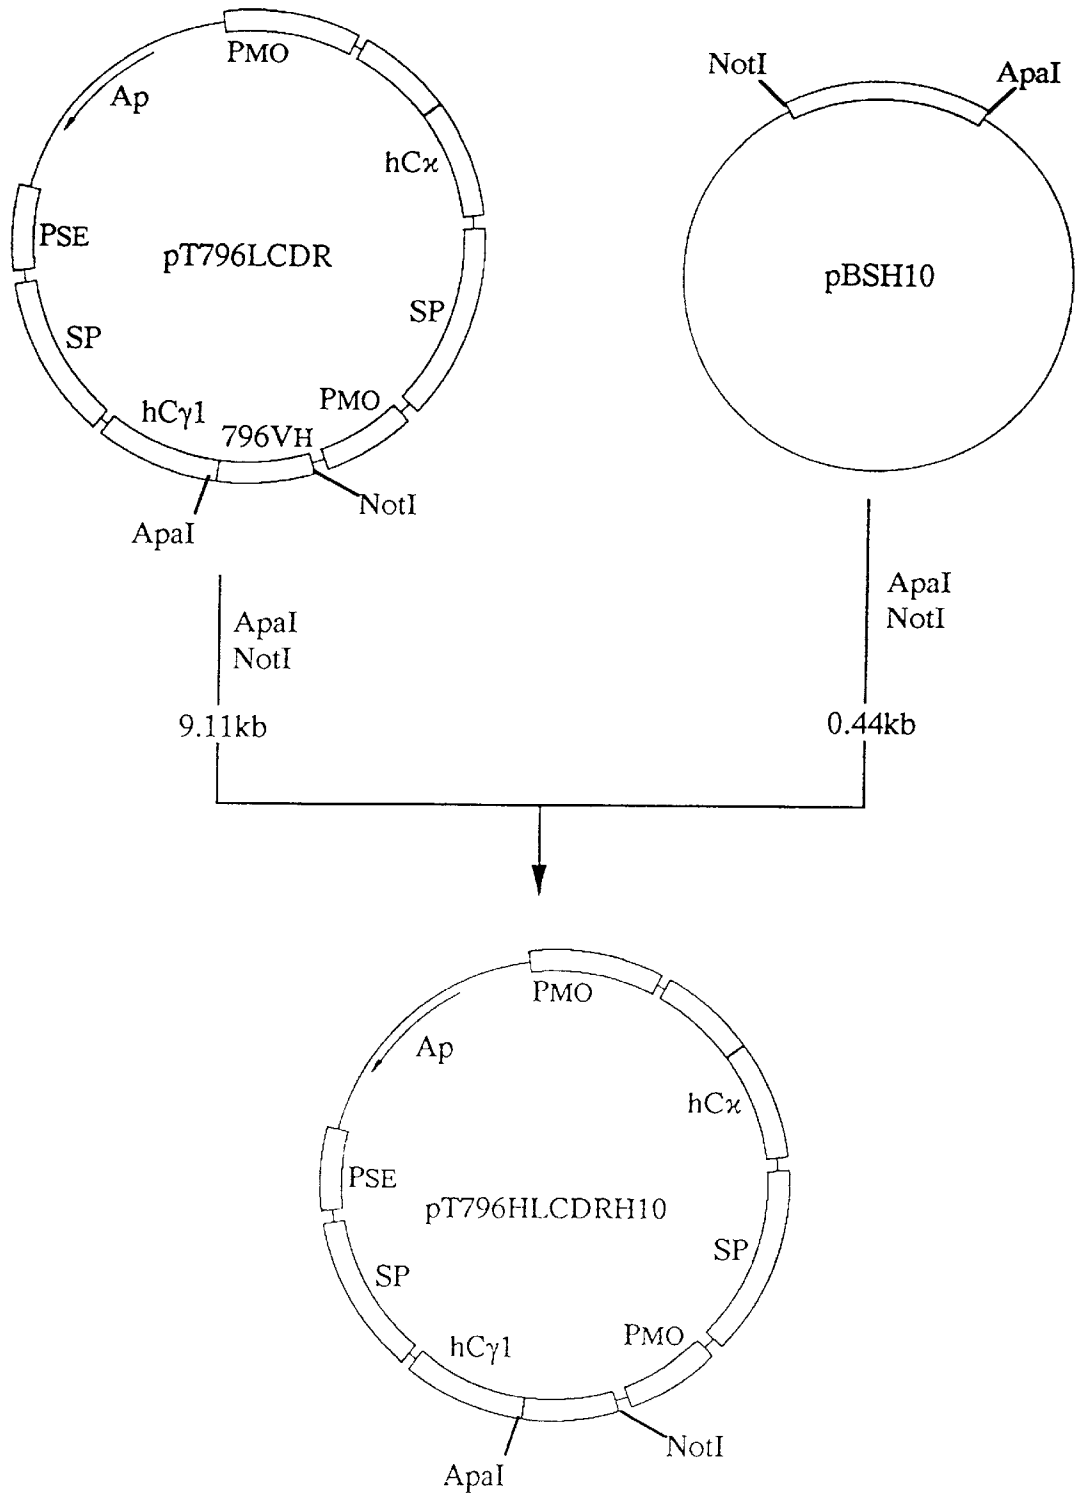 PMO
Ap
hCϰ
PSE
pT796LCDR
SP
SP
PMO
hCγ1
796VH
NotI
ApaI
NotI
ApaI
pBSH10
ApaI
NotI
9.11kb
ApaI
NotI
0.44kb
PMO
Ap
hCϰ
PSE
pT796HLCDRH10
SP
SP
PMO
hCγ1
NotI
ApaI